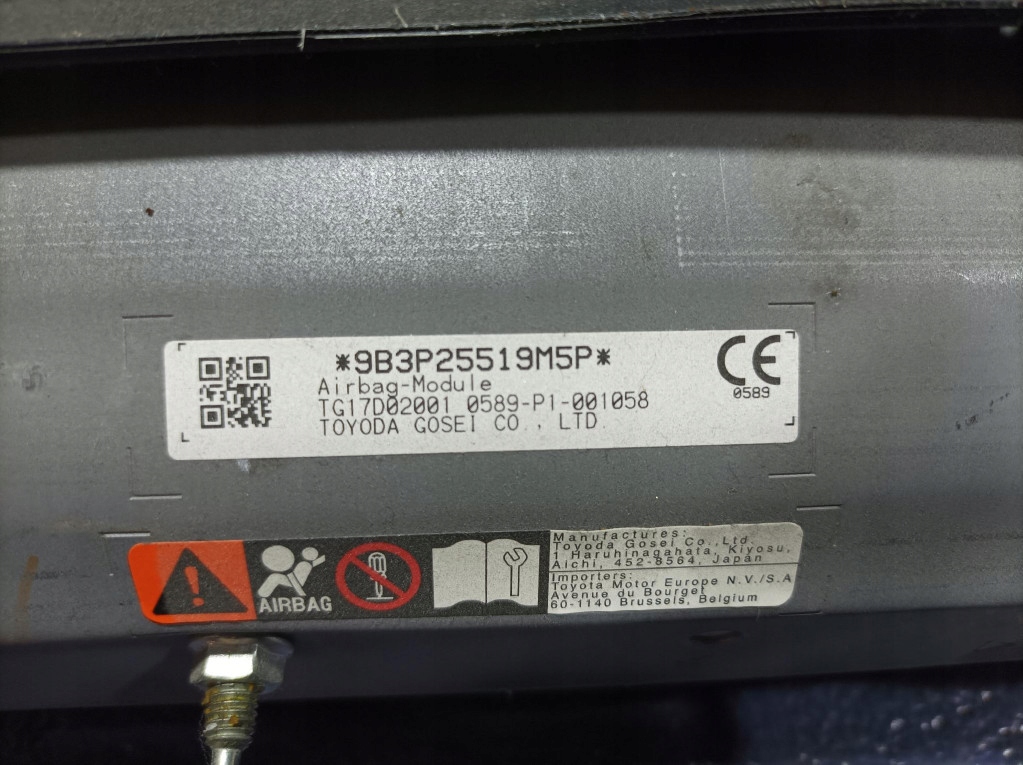 *9B3P25519M5P*
Airbag-Module
TG17D02001 0589-P1-001058
TOYODA GOSEI CO., LTD.
CE
0589
AIRBAG
Manufactures:
Toyoda Gosei Co.,Ltd.
1 Haruhinagahata, Kiyosu,
Aichi, 452-8564, Japan
Importers:
Toyota Motor Europe N.V./S.A
Avenue du Bourget
60-1140 Brussels, Belgium